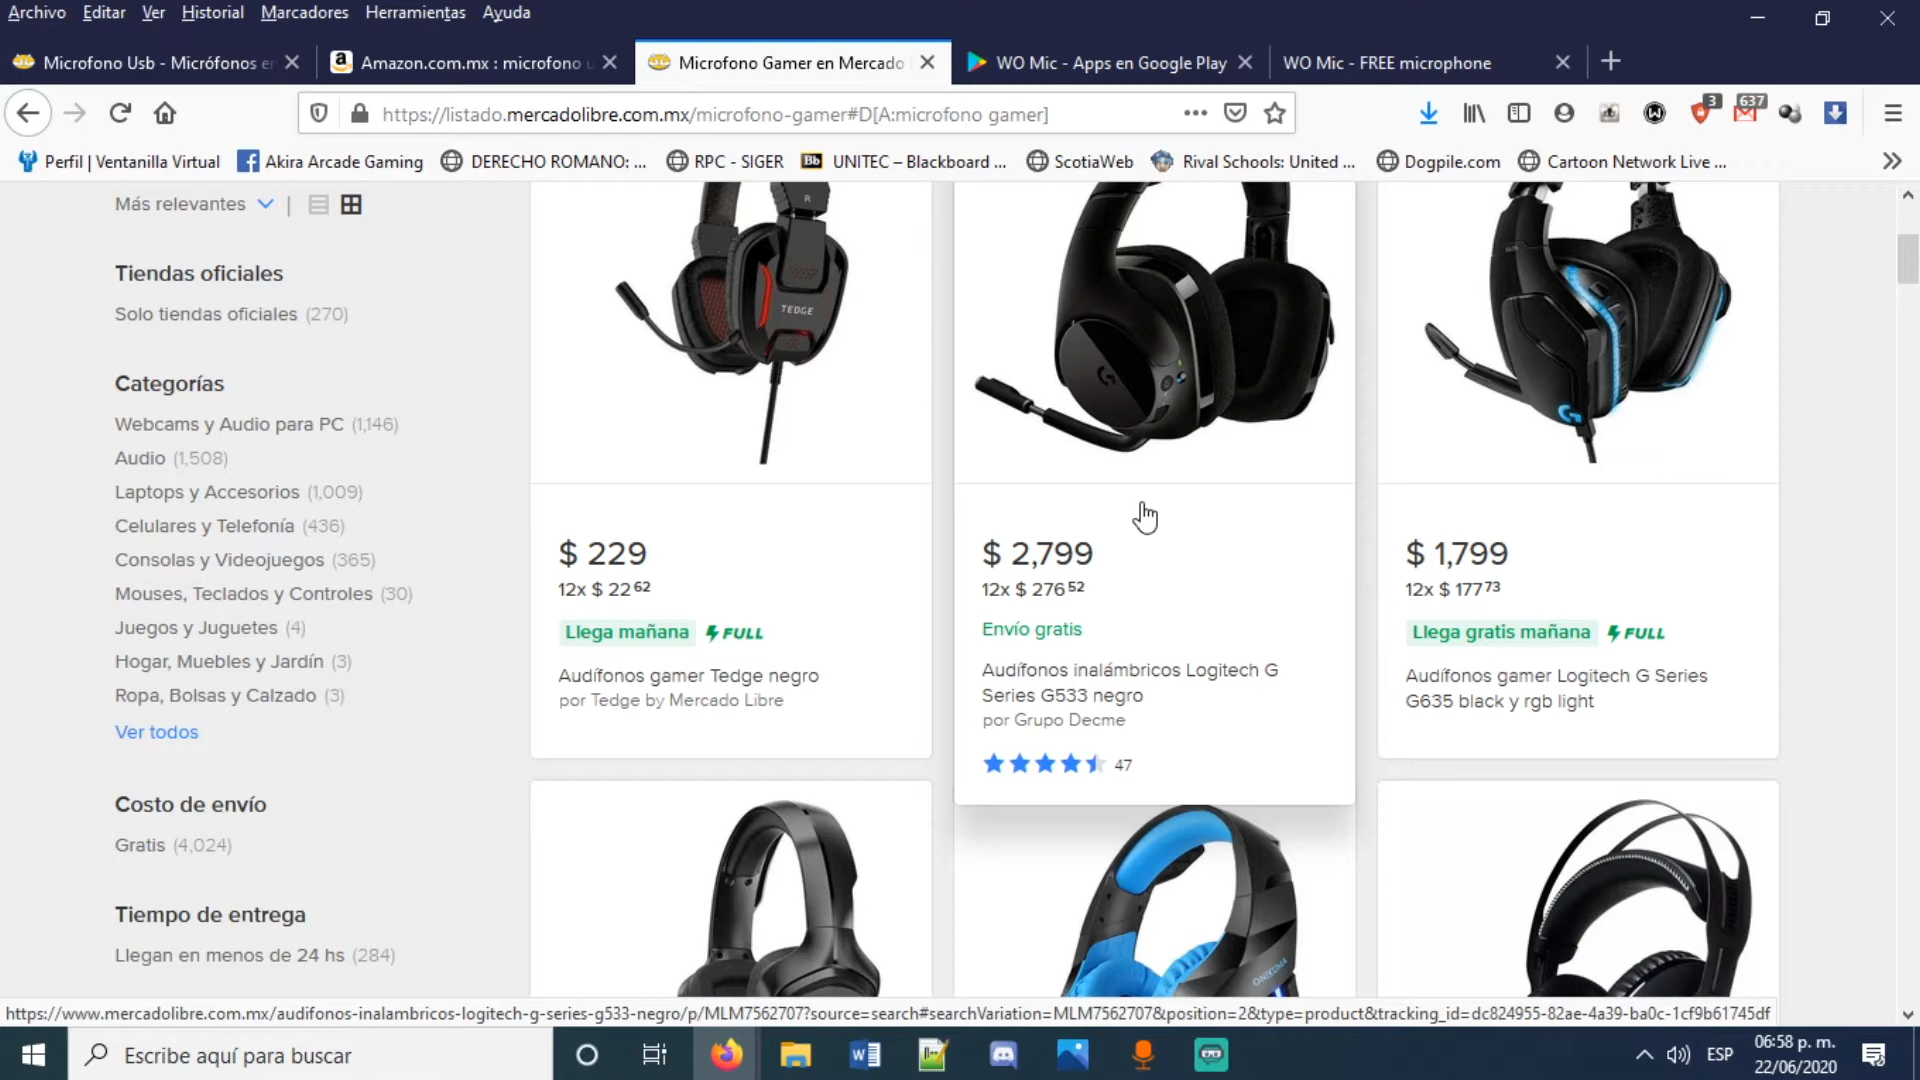 Archivo Editar Ver Historial Marcadores Herramientas Ayuda
Microfono Usb - Micrófonos en
Amazon.com.mx : microfono u
Microfono Gamer en Mercado
WO Mic - Apps en Google Play
WO Mic - FREE microphone
https://listado.mercadolibre.com.mx/microfono-gamer#D[A:microfono gamer]
3
637
Perfil | Ventanilla Virtual
Akira Arcade Gaming
DERECHO ROMANO: ...
RPC - SIGER
Bb
UNITEC – Blackboard ...
ScotiaWeb
Rival Schools: United ...
Dogpile.com
Cartoon Network Live ...
Más relevantes
Tiendas oficiales
Solo tiendas oficiales (270)
Categorías
Webcams y Audio para PC (1,146)
Audio (1,508)
Laptops y Accesorios (1,009)
Celulares y Telefonía (436)
Consolas y Videojuegos (365)
Mouses, Teclados y Controles (30)
Juegos y Juguetes (4)
Hogar, Muebles y Jardín (3)
Ropa, Bolsas y Calzado (3)
Ver todos
Costo de envío
Gratis (4,024)
Tiempo de entrega
Llegan en menos de 24 hs (284)
R
TEDGE
$ 229
12x $ 22 62
Llega mañana FULL
Audífonos gamer Tedge negro
por Tedge by Mercado Libre
$ 2,799
12x $ 276 52
Envío gratis
Audífonos inalámbricos Logitech G
Series G533 negro
por Grupo Decme
47
$ 1,799
12x $ 177 73
Llega gratis mañana FULL
Audífonos gamer Logitech G Series
G635 black y rgb light
ONIKUMA
https://www.mercadolibre.com.mx/audifonos-inalambricos-logitech-g-series-g533-negro/p/MLM7562707?source=search#searchVariation=MLM7562707&position=2&type=product&tracking_id=dc824955-82ae-4a39-ba0c-1cf9b61745df
Escribe aquí para buscar
ESP
06:58 p. m.
22/06/2020